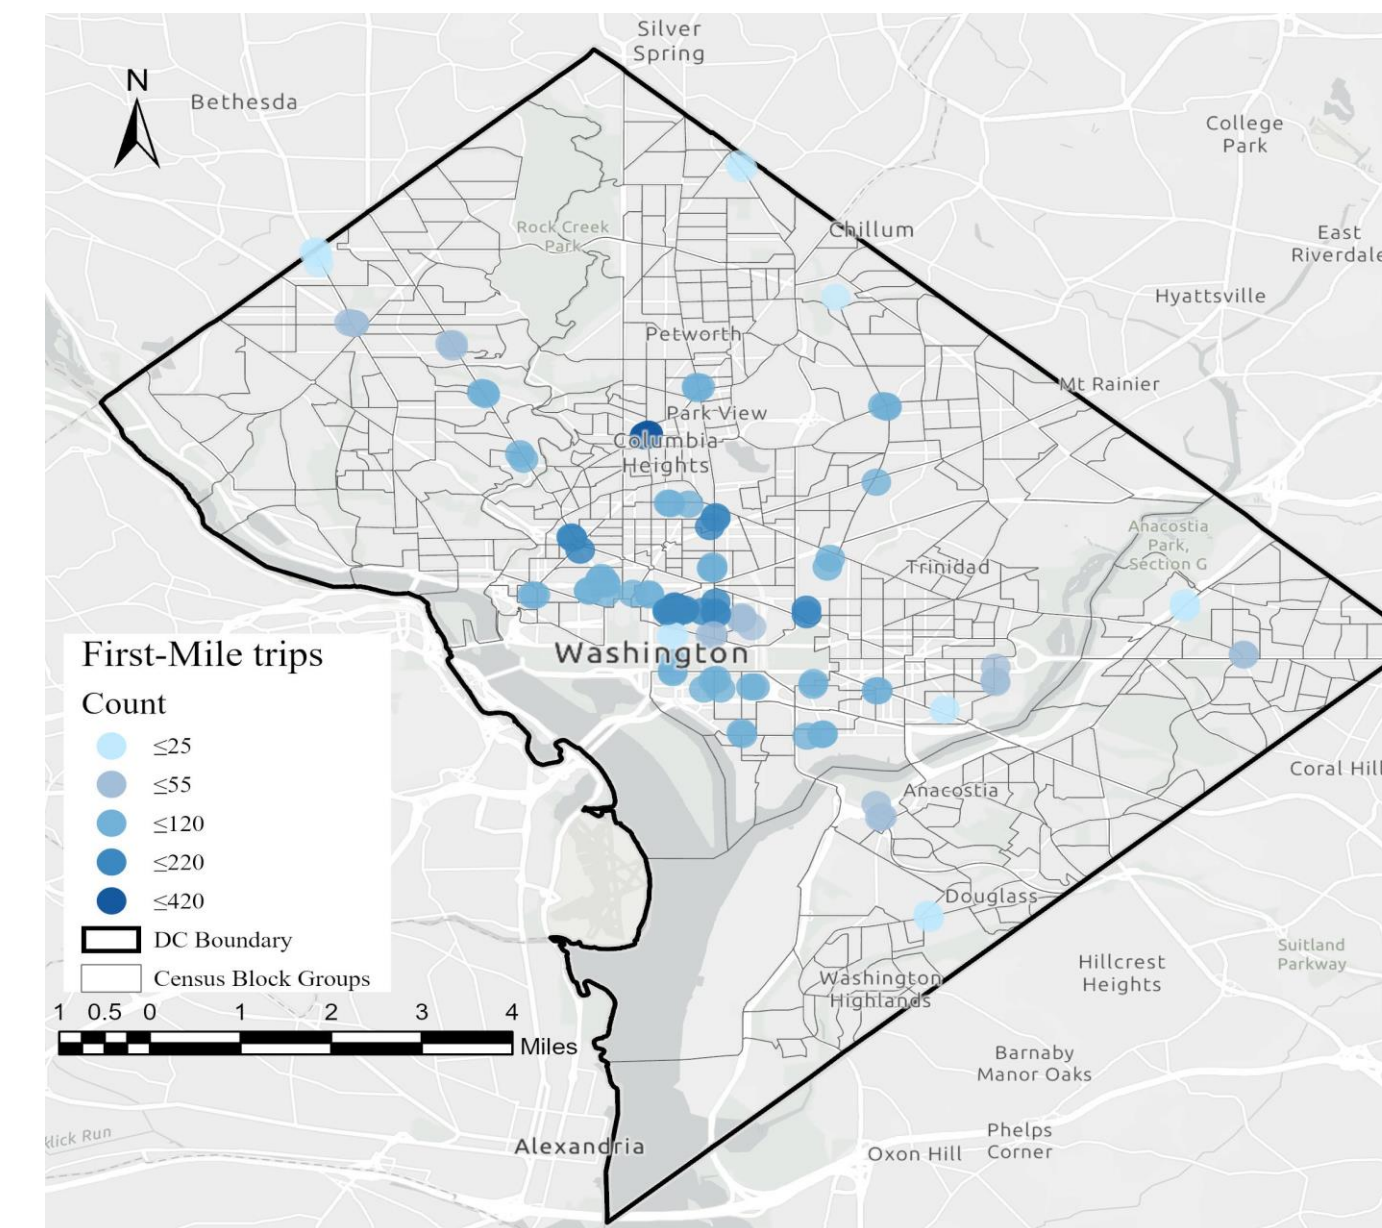 Silver
Spring
N
Bethesda
College
Park
Rock Creek
Park
Chillum
East
Riverdale
Hyattsville
Petworth
Mt Rainier
Park View
Columbia
Heights
Anacostia
Park,
Section G
Trinidad
Washington
First-Mile trips
Count
≤25
≤55
≤120
≤220
≤420
DC Boundary
Census Block Groups
1 0.5 0 1 2 3 4
Miles
Coral Hill
Anacostia
Douglass
Washington
Highlands
Hillcrest
Heights
Suitland
Parkway
Barnaby
Manor Oaks
Phelps
Corner
Oxon Hill
Alexandria
lick Run